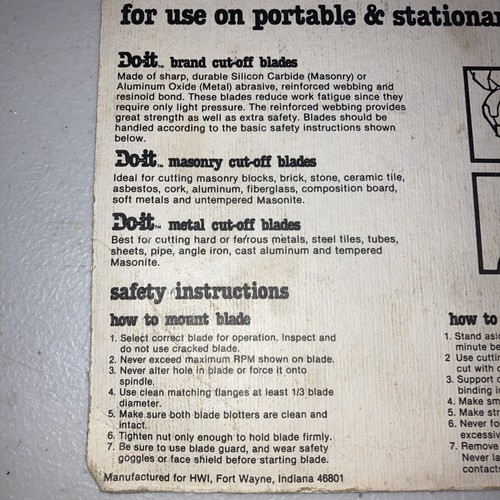 for use on portable & stationar
Do-it™ brand cut-off blades
Made of sharp, durable Silicon Carbide (Masonry) or
Aluminum Oxide (Metal) abrasive, reinforced webbing and
resinoid bond. These blades reduce work fatigue since they
require only light pressure. The reinforced webbing provides
great strength as well as extra safety. Blades should be
handled according to the basic safety instructions shown
below.
Do-it™ masonry cut-off blades
Ideal for cutting masonry blocks, brick, stone, ceramic tile,
asbestos, cork, aluminum, fiberglass, composition board,
soft metals and untempered Masonite.
Do-it™ metal cut-off blades
Best for cutting hard or ferrous metals, steel tiles, tubes,
sheets, pipe, angle iron, cast aluminum and tempered
Masonite.
safety instructions
how to mount blade
1. Select correct blade for operation. Inspect and
do not use cracked blade.
2. Never exceed maximum RPM shown on blade.
3. Never alter hole in blade or force it onto
spindle.
4. Use clean matching flanges at least 1/3 blade
diameter.
5. Make sure both blade blotters are clean and
intact.
6. Tighten nut only enough to hold blade firmly.
7. Be sure to use blade guard, and wear safety
goggles or face shield before starting blade.
Manufactured for HWI, Fort Wayne, Indiana 46801
how to
1. Stand asid
minute be
2 Use cuttin
cut with c
3. Support c
binding i
4. Make sm
5. Make str
6. Never fo
excessiv
7. Remove
Never la
contacts